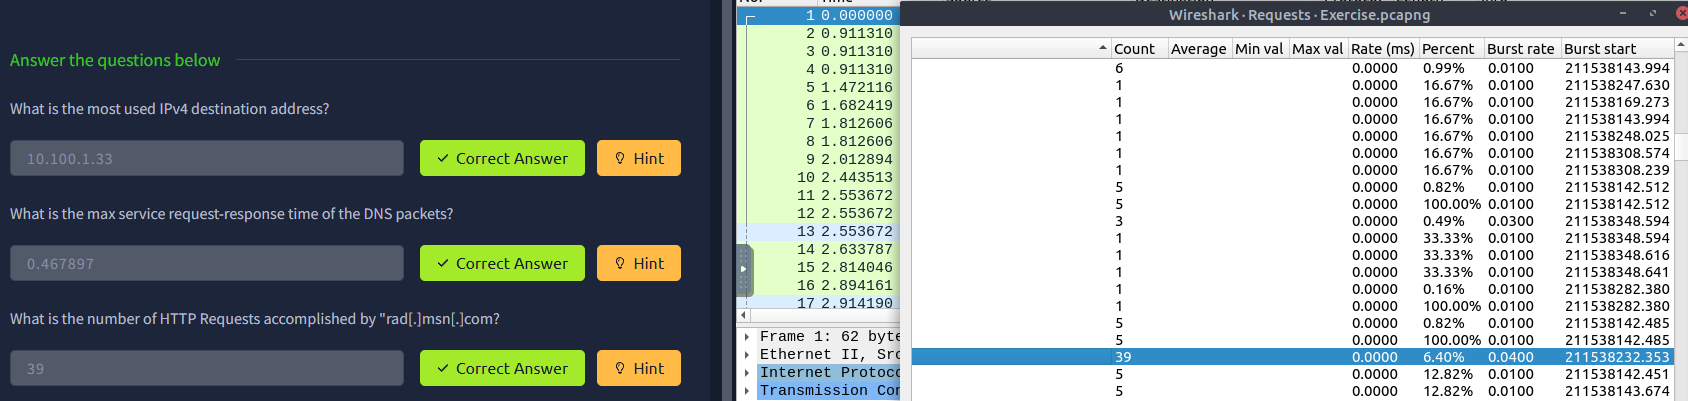 Answer the questions below
What is the most used IPv4 destination address?
10.100.1.33
Correct Answer
Hint
What is the max service request-response time of the DNS packets?
0.467897
Correct Answer
Hint
What is the number of HTTP Requests accomplished by "rad[.]msn[.]com?
39
Correct Answer
Hint
1 0.000000
2 0.911310
3 0.911310
4 0.911310
5 1.472116
6 1.682419
7 1.812606
8 1.812606
9 2.012894
10 2.443513
11 2.553672
12 2.553672
13 2.553672
14 2.633787
15 2.814046
16 2.894161
17 2.914190
Frame 1: 62 byte
Ethernet II, Src
Internet Protoco
Transmission Con
Wireshark · Requests · Exercise.pcapng
Count Average Min val Max val Rate (ms) Percent Burst rate Burst start
6 0.0000 0.99% 0.0100 211538143.994
1 0.0000 16.67% 0.0100 211538247.630
1 0.0000 16.67% 0.0100 211538169.273
1 0.0000 16.67% 0.0100 211538143.994
1 0.0000 16.67% 0.0100 211538248.025
1 0.0000 16.67% 0.0100 211538308.574
1 0.0000 16.67% 0.0100 211538308.239
5 0.0000 0.82% 0.0100 211538142.512
5 0.0000 100.00% 0.0100 211538142.512
3 0.0000 0.49% 0.0300 211538348.594
1 0.0000 33.33% 0.0100 211538348.594
1 0.0000 33.33% 0.0100 211538348.616
1 0.0000 33.33% 0.0100 211538348.641
1 0.0000 0.16% 0.0100 211538282.380
1 0.0000 100.00% 0.0100 211538282.380
5 0.0000 0.82% 0.0100 211538142.485
5 0.0000 100.00% 0.0100 211538142.485
39 0.0000 6.40% 0.0400 211538232.353
5 0.0000 12.82% 0.0100 211538142.451
5 0.0000 12.82% 0.0100 211538143.674